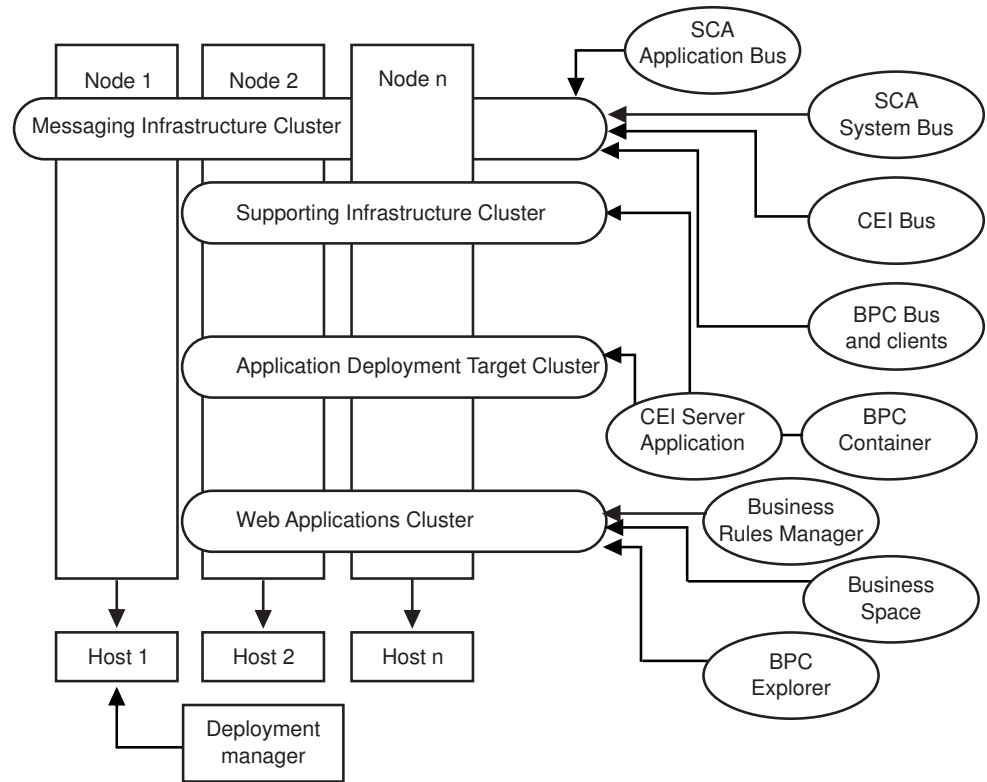 SCA
Application Bus
Node 1
Node 2
Node n
SCA
System Bus
Messaging Infrastructure Cluster
Supporting Infrastructure Cluster
CEI Bus
BPC Bus
and clients
Application Deployment Target Cluster
CEI Server
Application
BPC
Container
Web Applications Cluster
Business
Rules Manager
Business
Space
Host 1
Host 2
Host n
BPC
Explorer
Deployment
manager